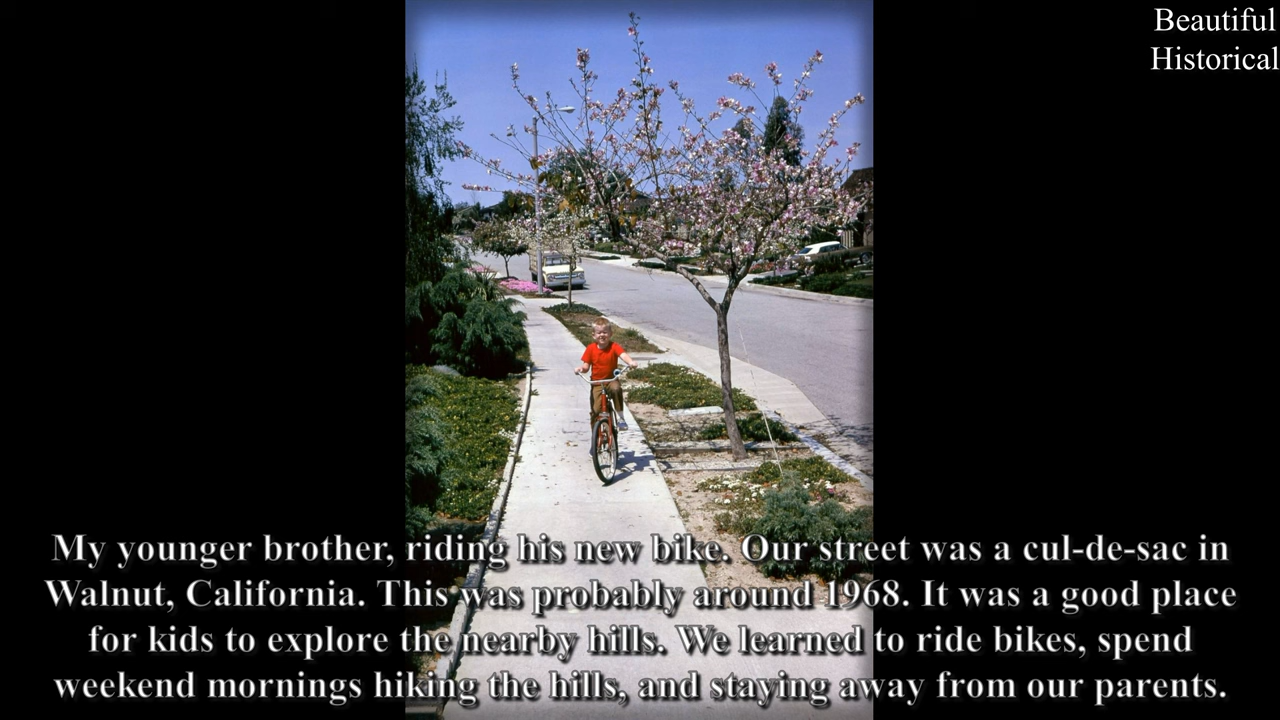 Beautiful
Historical
My younger brother, riding his new bike. Our street was a cul-de-sac in
Walnut, California. This was probably around 1968. It was a good place
for kids to explore the nearby hills. We learned to ride bikes, spend
weekend mornings hiking the hills, and staying away from our parents.